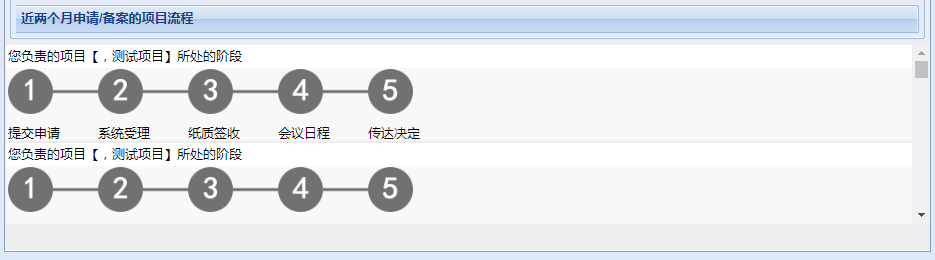 近两个月申请/备案的项目流程
您负责的项目【，测试项目】所处的阶段
1 2 3 4 5
提交申请 系统受理 纸质签收 会议日程 传达决定
您负责的项目【，测试项目】所处的阶段
1 2 3 4 5